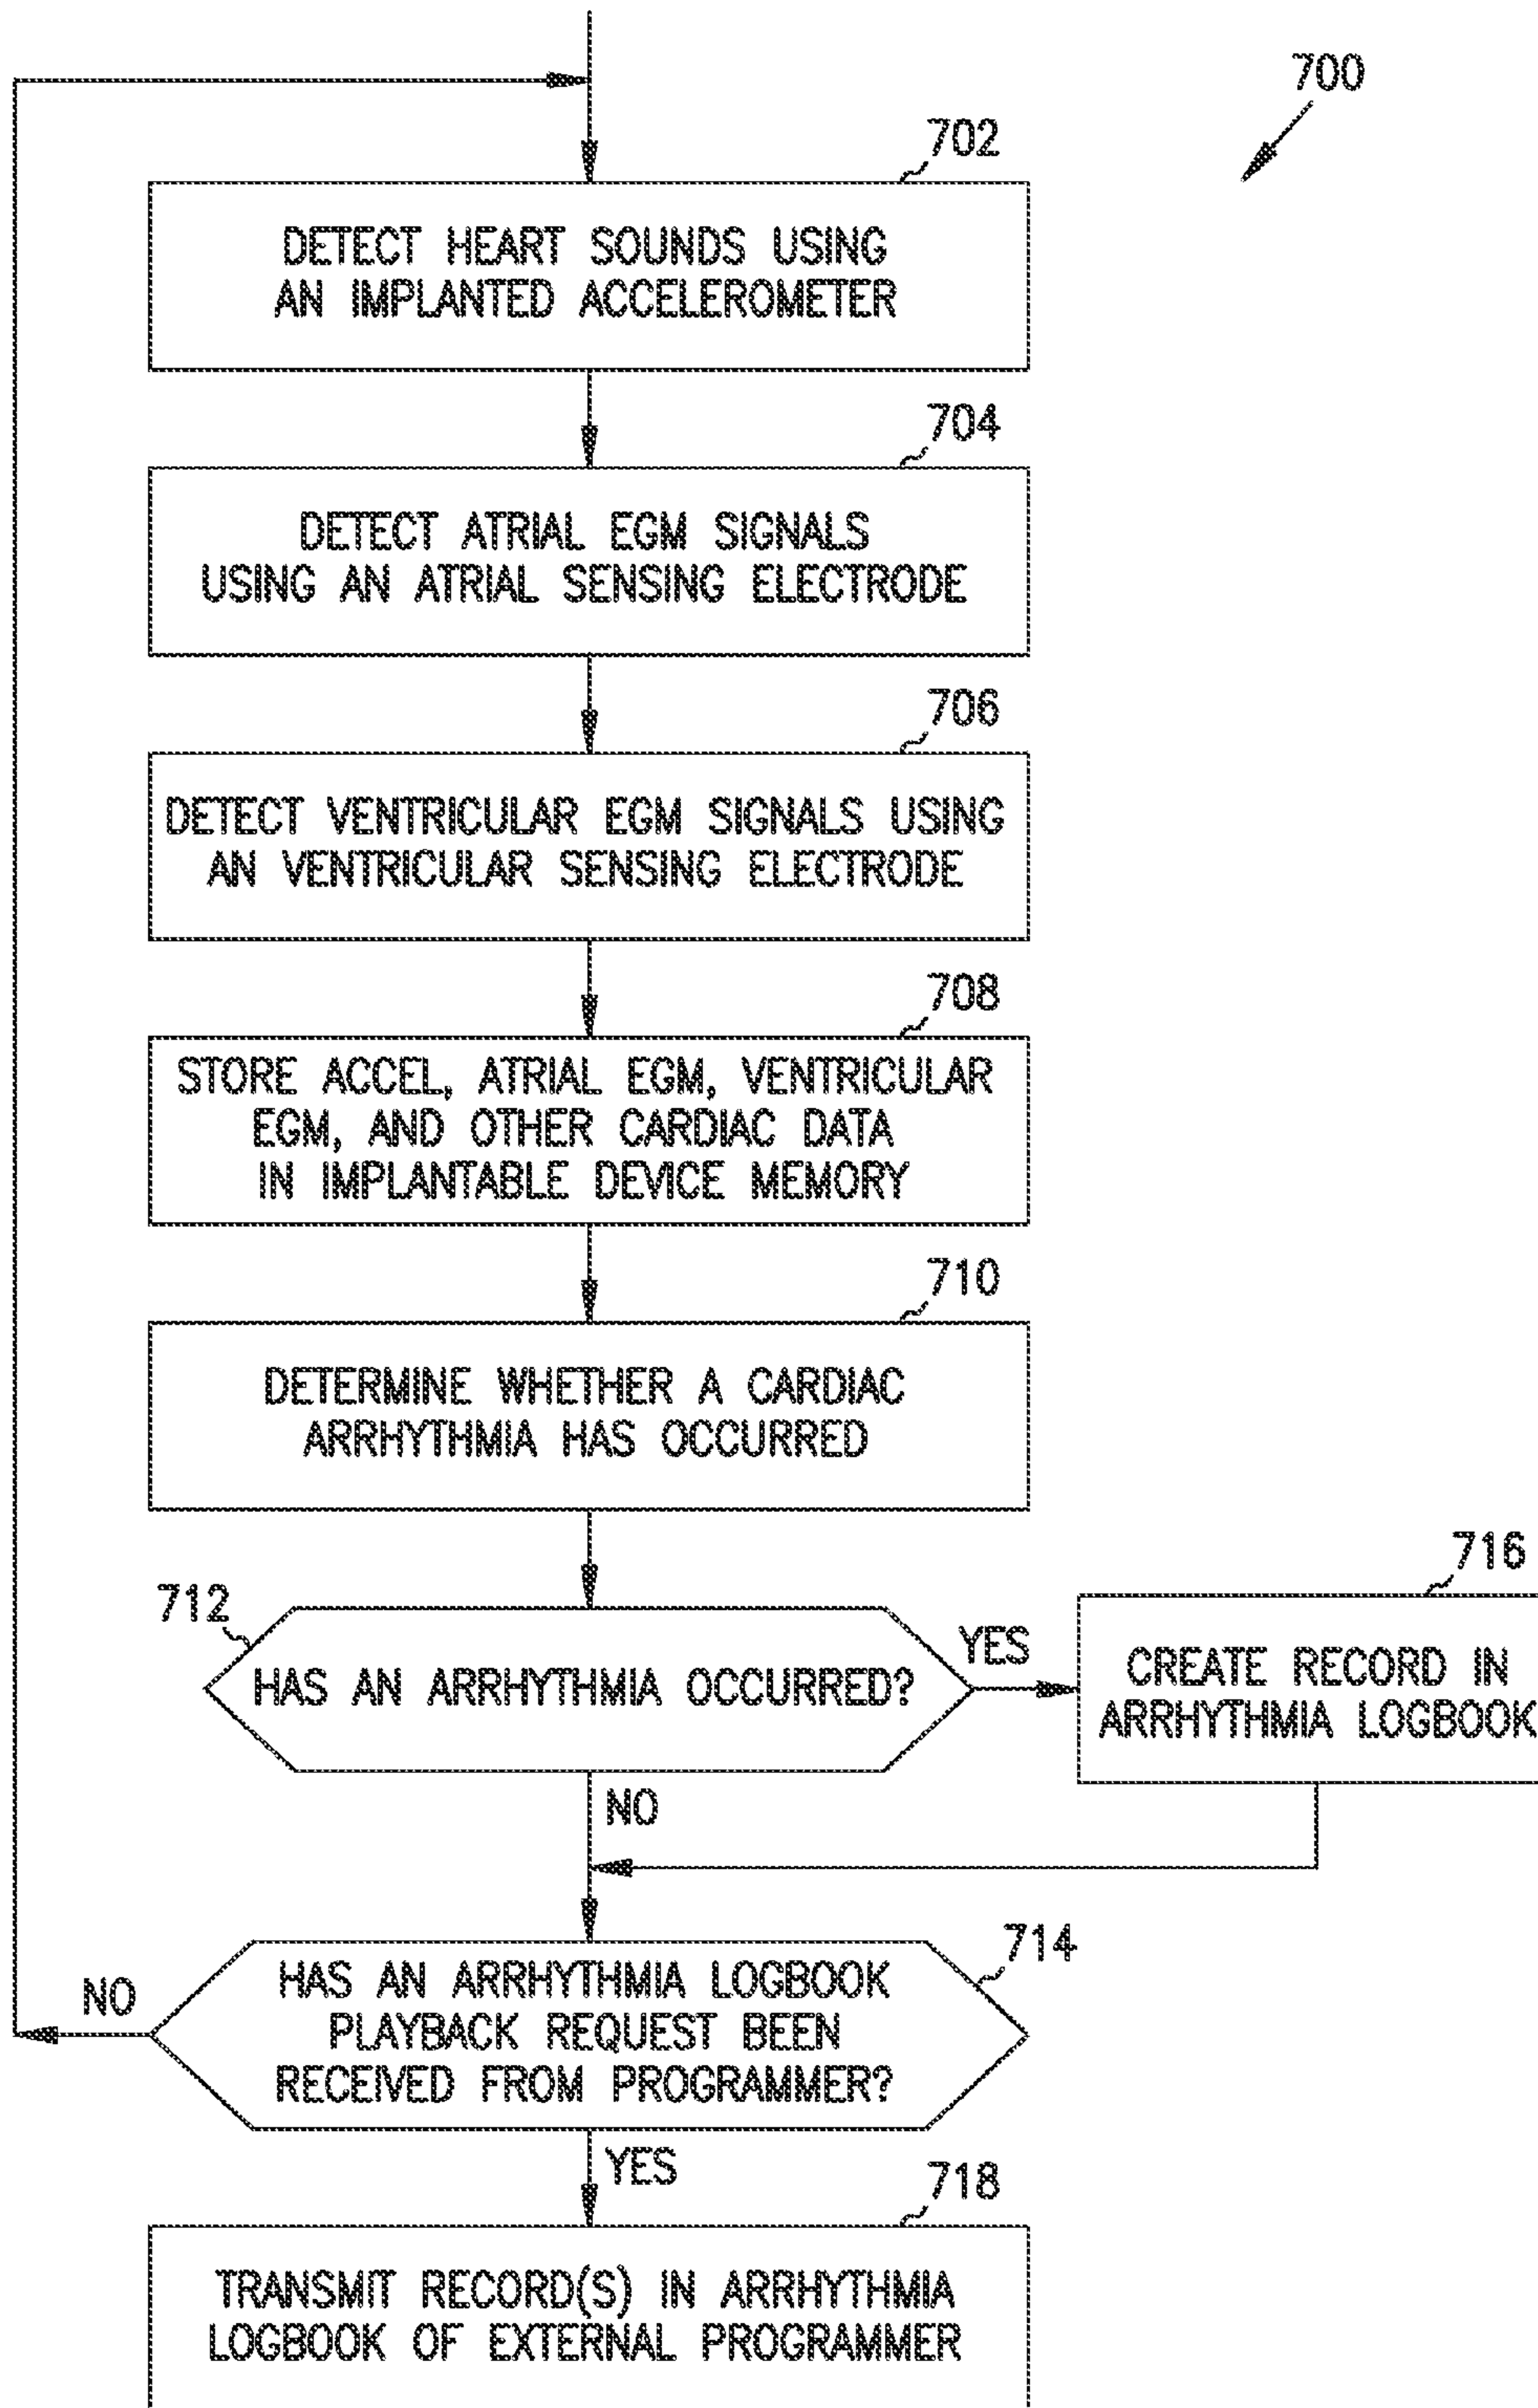 700
702
DETECT HEART SOUNDS USING
AN IMPLANTED ACCELEROMETER
704
DETECT ATRIAL EGM SIGNALS
USING AN ATRIAL SENSING ELECTRODE
706
DETECT VENTRICULAR EGM SIGNALS USING
AN VENTRICULAR SENSING ELECTRODE
708
STORE ACCEL, ATRIAL EGM, VENTRICULAR
EGM, AND OTHER CARDIAC DATA
IN IMPLANTABLE DEVICE MEMORY
710
DETERMINE WHETHER A CARDIAC
ARRHYTHMIA HAS OCCURRED
712
HAS AN ARRHYTHMIA OCCURRED?
YES
716
CREATE RECORD IN
ARRHYTHMIA LOGBOOK
NO
714
HAS AN ARRHYTHMIA LOGBOOK
PLAYBACK REQUEST BEEN
RECEIVED FROM PROGRAMMER?
NO
YES
718
TRANSMIT RECORD(S) IN ARRHYTHMIA
LOGBOOK OF EXTERNAL PROGRAMMER